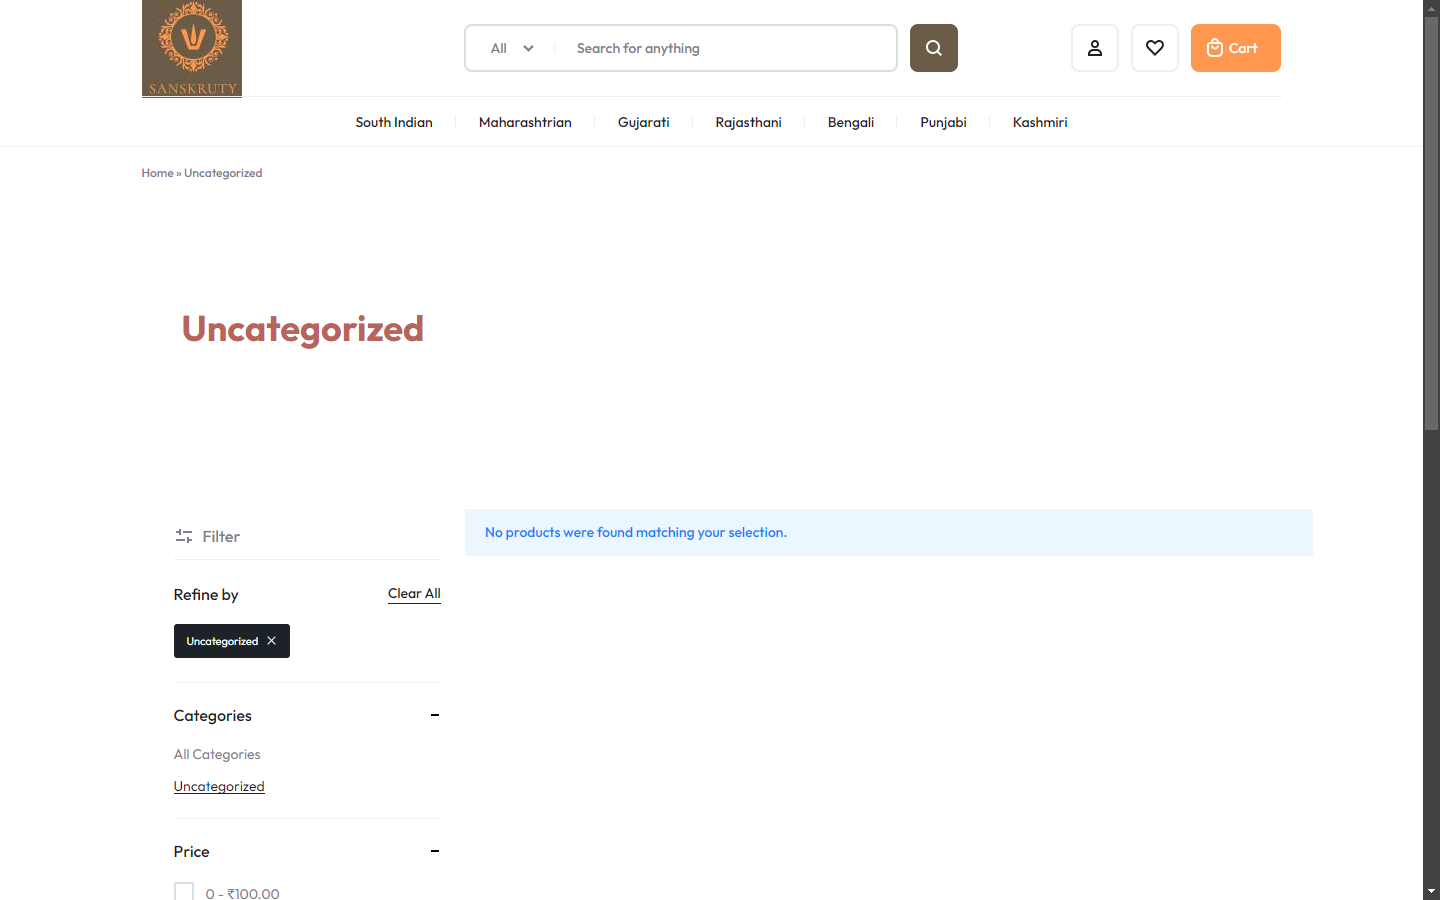 SANSKRUTY
All
Search for anything
Cart
South Indian
Maharashtrian
Gujarati
Rajasthani
Bengali
Punjabi
Kashmiri
Home » Uncategorized
Uncategorized
Filter
No products were found matching your selection.
Refine by
Clear All
Uncategorized
Categories
All Categories
Uncategorized
Price
0 - ₹100.00